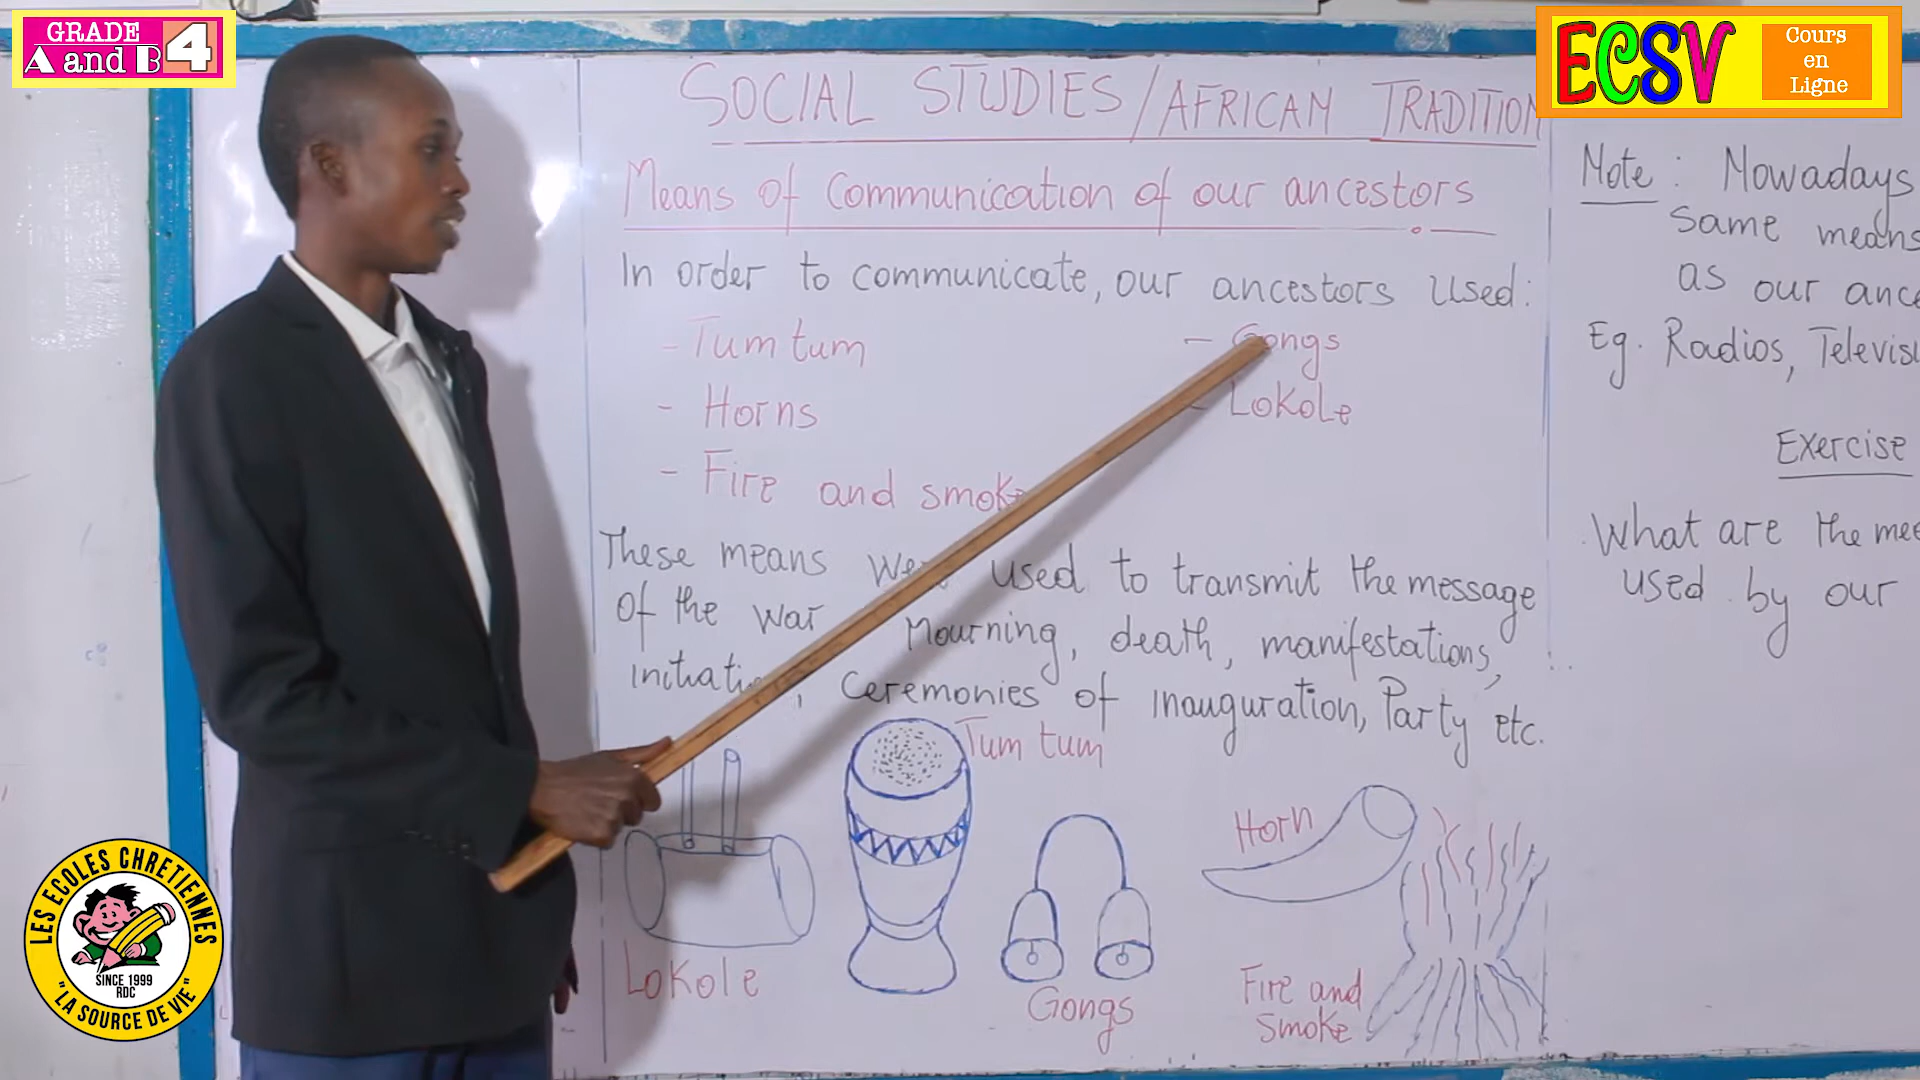 GRADE
A and B 4
ECSV
Cours
en
Ligne
SOCIAL STUDIES/AFRICAN TRADITION
Means of Communication of our ancestors
In order to communicate, our ancestors used:
- Tum tum
- Horns
- Fire and smoke
- Gongs
- Lokole
These means were used to transmit the message
of the war, Mourning, death, manifestations,
initiation, ceremonies of inauguration, Party etc.
Tum tum
Horn
Lokole
Gongs
Fire and
Smoke
Note: Nowadays
same means
as our
Eg. Radios,
Exercise
What are the
used by our
LES ECOLES CHRETIENNES
SINCE 1999
RDC
"LA SOURCE DE VIE"